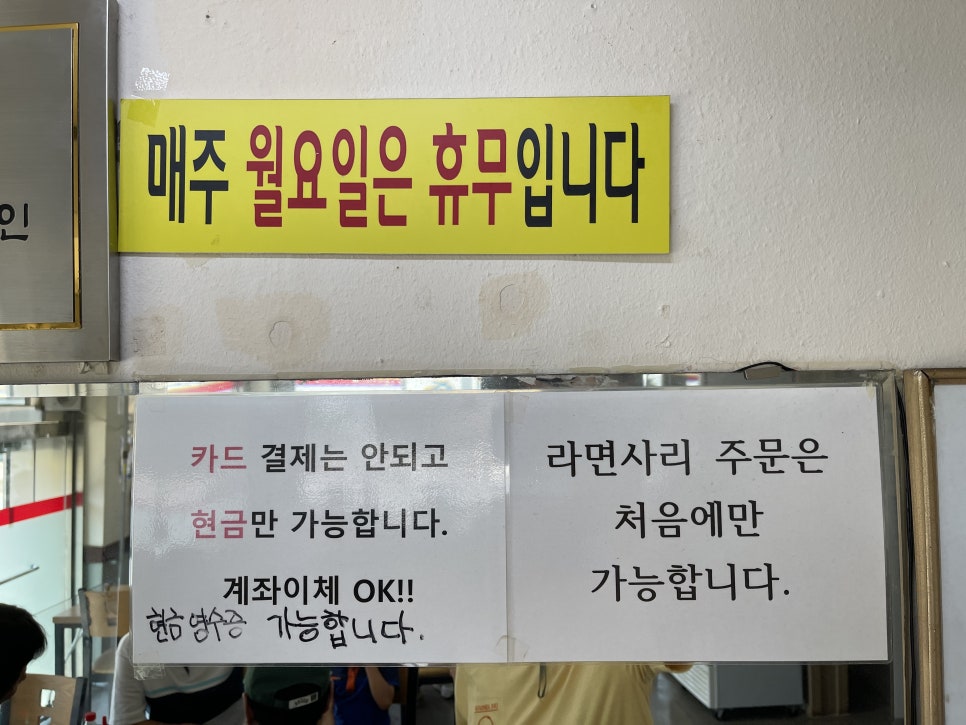 인
매주 월요일은 휴무입니다
카드 결제는 안되고
현금만 가능합니다.
계좌이체 OK!!
현금 영수증 가능합니다.
라면사리 주문은
처음에만
가능합니다.